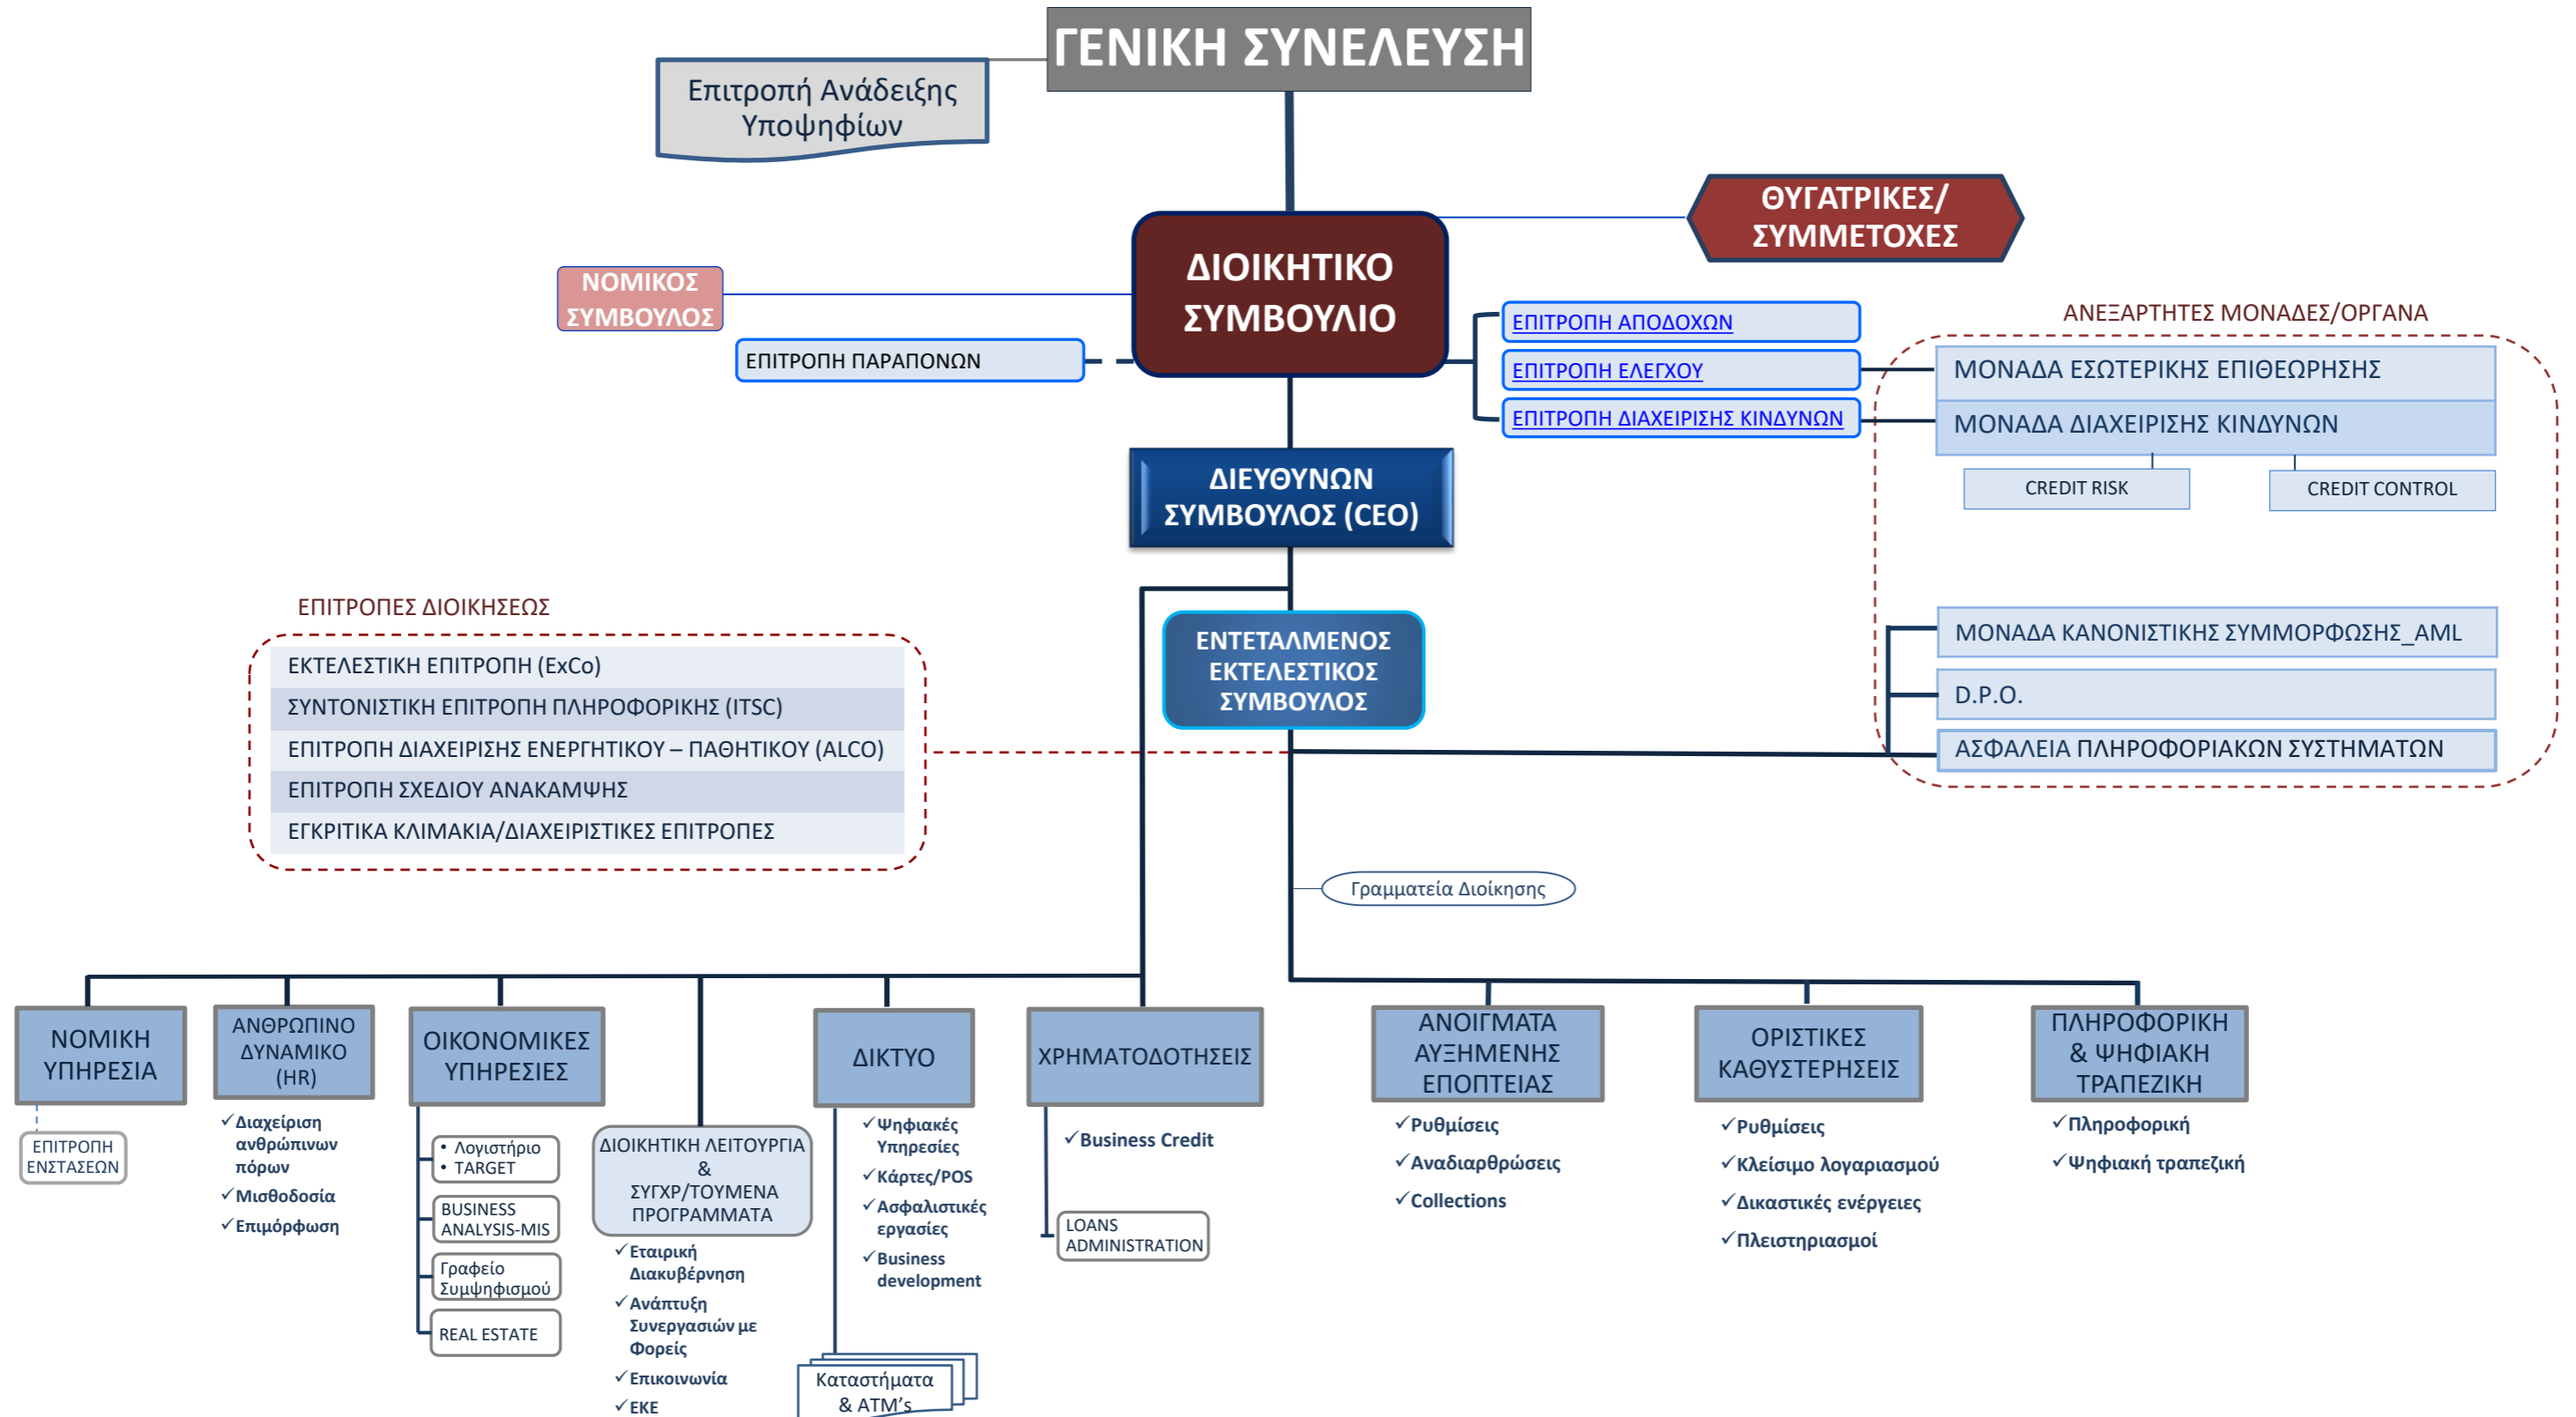 ΓΕΝΙΚΗ ΣΥΝΕΛΕΥΣΗ
Επιτροπή Ανάδειξης
Υποψηφίων
ΘΥΓΑΤΡΙΚΕΣ/
ΣΥΜΜΕΤΟΧΕΣ
ΔΙΟΙΚΗΤΙΚΟ
ΣΥΜΒΟΥΛΙΟ
ΝΟΜΙΚΟΣ
ΣΥΜΒΟΥΛΟΣ
ΕΠΙΤΡΟΠΗ ΠΑΡΑΠΟΝΩΝ
ΕΠΙΤΡΟΠΗ ΑΠΟΔΟΧΩΝ
ΕΠΙΤΡΟΠΗ ΕΛΕΓΧΟΥ
ΕΠΙΤΡΟΠΗ ΔΙΑΧΕΙΡΙΣΗΣ ΚΙΝΔΥΝΩΝ
ΑΝΕΞΑΡΤΗΤΕΣ ΜΟΝΑΔΕΣ/ΟΡΓΑΝΑ
ΜΟΝΑΔΑ ΕΣΩΤΕΡΙΚΗΣ ΕΠΙΘΕΩΡΗΣΗΣ
ΜΟΝΑΔΑ ΔΙΑΧΕΙΡΙΣΗΣ ΚΙΝΔΥΝΩΝ
CREDIT RISK
CREDIT CONTROL
ΔΙΕΥΘΥΝΩΝ
ΣΥΜΒΟΥΛΟΣ (CEO)
ΕΝΤΕΤΑΛΜΕΝΟΣ
ΕΚΤΕΛΕΣΤΙΚΟΣ
ΣΥΜΒΟΥΛΟΣ
ΜΟΝΑΔΑ ΚΑΝΟΝΙΣΤΙΚΗΣ ΣΥΜΜΟΡΦΩΣΗΣ_AML
D.P.O.
ΑΣΦΑΛΕΙΑ ΠΛΗΡΟΦΟΡΙΑΚΩΝ ΣΥΣΤΗΜΑΤΩΝ
ΕΠΙΤΡΟΠΕΣ ΔΙΟΙΚΗΣΕΩΣ
ΕΚΤΕΛΕΣΤΙΚΗ ΕΠΙΤΡΟΠΗ (ExCo)
ΣΥΝΤΟΝΙΣΤΙΚΗ ΕΠΙΤΡΟΠΗ ΠΛΗΡΟΦΟΡΙΚΗΣ (ITSC)
ΕΠΙΤΡΟΠΗ ΔΙΑΧΕΙΡΙΣΗΣ ΕΝΕΡΓΗΤΙΚΟΥ – ΠΑΘΗΤΙΚΟΥ (ALCO)
ΕΠΙΤΡΟΠΗ ΣΧΕΔΙΟΥ ΑΝΑΚΑΜΨΗΣ
ΕΓΚΡΙΤΙΚΑ ΚΛΙΜΑΚΙΑ/ΔΙΑΧΕΙΡΙΣΤΙΚΕΣ ΕΠΙΤΡΟΠΕΣ
Γραμματεία Διοίκησης
ΝΟΜΙΚΗ
ΥΠΗΡΕΣΙΑ
ΕΠΙΤΡΟΠΗ
ΕΝΣΤΑΣΕΩΝ
ΑΝΘΡΩΠΙΝΟ
ΔΥΝΑΜΙΚΟ
(HR)
✓Διαχείριση
ανθρώπινων
πόρων
✓Μισθοδοσία
✓Επιμόρφωση
ΟΙΚΟΝΟΜΙΚΕΣ
ΥΠΗΡΕΣΙΕΣ
• Λογιστήριο
• TARGET
BUSINESS
ANALYSIS-MIS
Γραφείο
Συμψηφισμού
REAL ESTATE
ΔΙΟΙΚΗΤΙΚΗ ΛΕΙΤΟΥΡΓΙΑ
&
ΣΥΓΧΡ/ΤΟΥΜΕΝΑ
ΠΡΟΓΡΑΜΜΑΤΑ
✓Εταιρική
Διακυβέρνηση
✓Ανάπτυξη
Συνεργασιών με
Φορείς
✓Επικοινωνία
✓ΕΚΕ
ΔΙΚΤΥΟ
✓Ψηφιακές
Υπηρεσίες
✓Κάρτες/POS
✓Ασφαλιστικές
εργασίες
✓Business
development
Καταστήματα
& ATM's
ΧΡΗΜΑΤΟΔΟΤΗΣΕΙΣ
✓Business Credit
LOANS
ADMINISTRATION
ΑΝΟΙΓΜΑΤΑ
ΑΥΞΗΜΕΝΗΣ
ΕΠΟΠΤΕΙΑΣ
✓Ρυθμίσεις
✓Αναδιαρθρώσεις
✓Collections
ΟΡΙΣΤΙΚΕΣ
ΚΑΘΥΣΤΕΡΗΣΕΙΣ
✓Ρυθμίσεις
✓Κλείσιμο λογαριασμού
✓Δικαστικές ενέργειες
✓Πλειστηριασμοί
ΠΛΗΡΟΦΟΡΙΚΗ
& ΨΗΦΙΑΚΗ
ΤΡΑΠΕΖΙΚΗ
✓Πληροφορική
✓Ψηφιακή τραπεζική